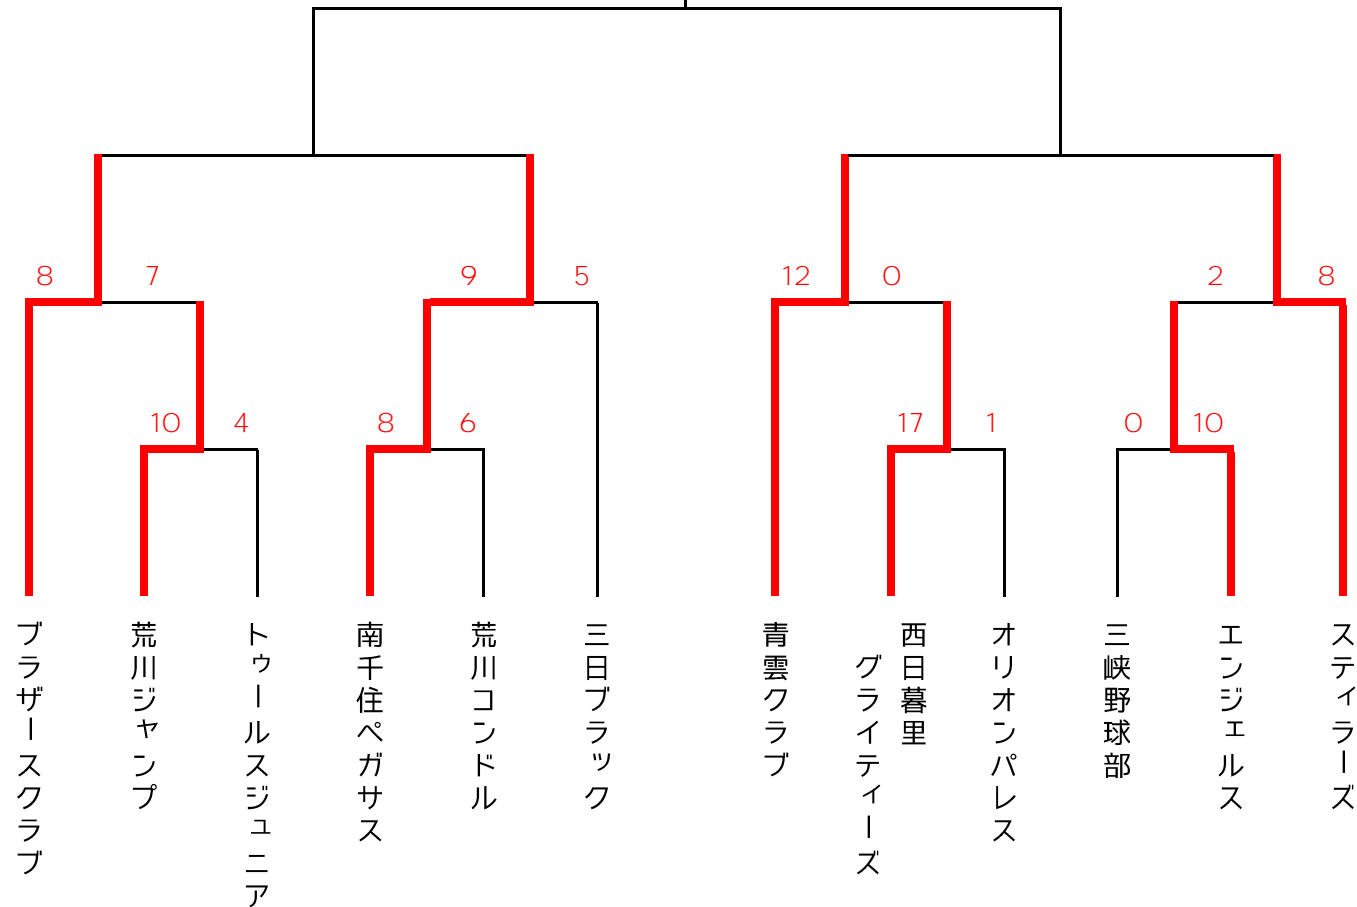 8 7 9 5 12 0 2 8
10 4 8 6 17 1 0 10
ブラザースクラブ
荒川ジャンプ
トゥールスジュニア
南千住ペガサス
荒川コンドル
三日ブラック
青雲クラブ
西日暮里
グライティーズ
オリオンパレス
三峡野球部
エンジェルス
スティラーズ